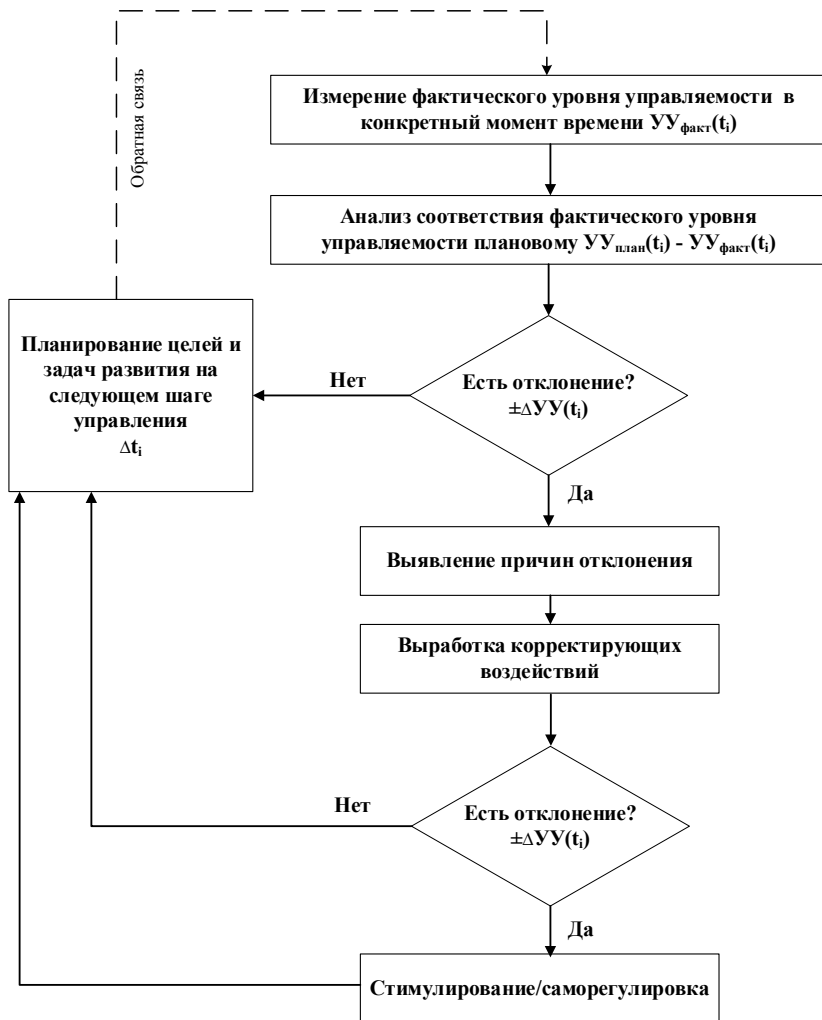 Обратная связь
Измерение фактического уровня управляемости в
конкретный момент времени УУфакт(ti)
Анализ соответствия фактического уровня
управляемости плановому УУплан(ti) - УУфакт(ti)
Планирование целей и
задач развития на
следующем шаге
управления
Δti
Нет
Есть отклонение?
±ΔУУ(ti)
Да
Выявление причин отклонения
Выработка корректирующих
воздействий
Нет
Есть отклонение?
±ΔУУ(ti)
Да
Стимулирование/саморегулировка